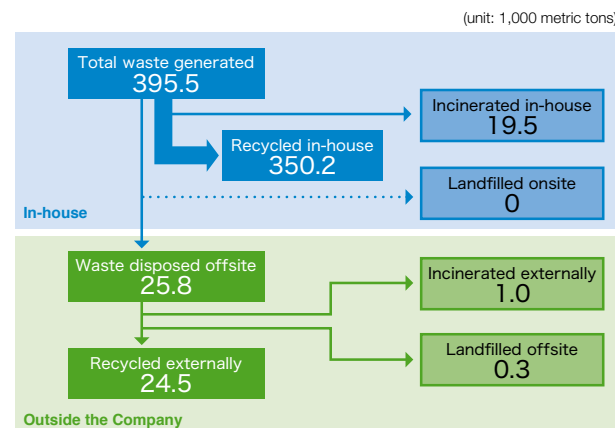 (unit: 1,000 metric tons)
Total waste generated
395.5
Incinerated in-house
19.5
Recycled in-house
350.2
Landfilled onsite
0
In-house
Waste disposed offsite
25.8
Incinerated externally
1.0
Recycled externally
24.5
Landfilled offsite
0.3
Outside the Company